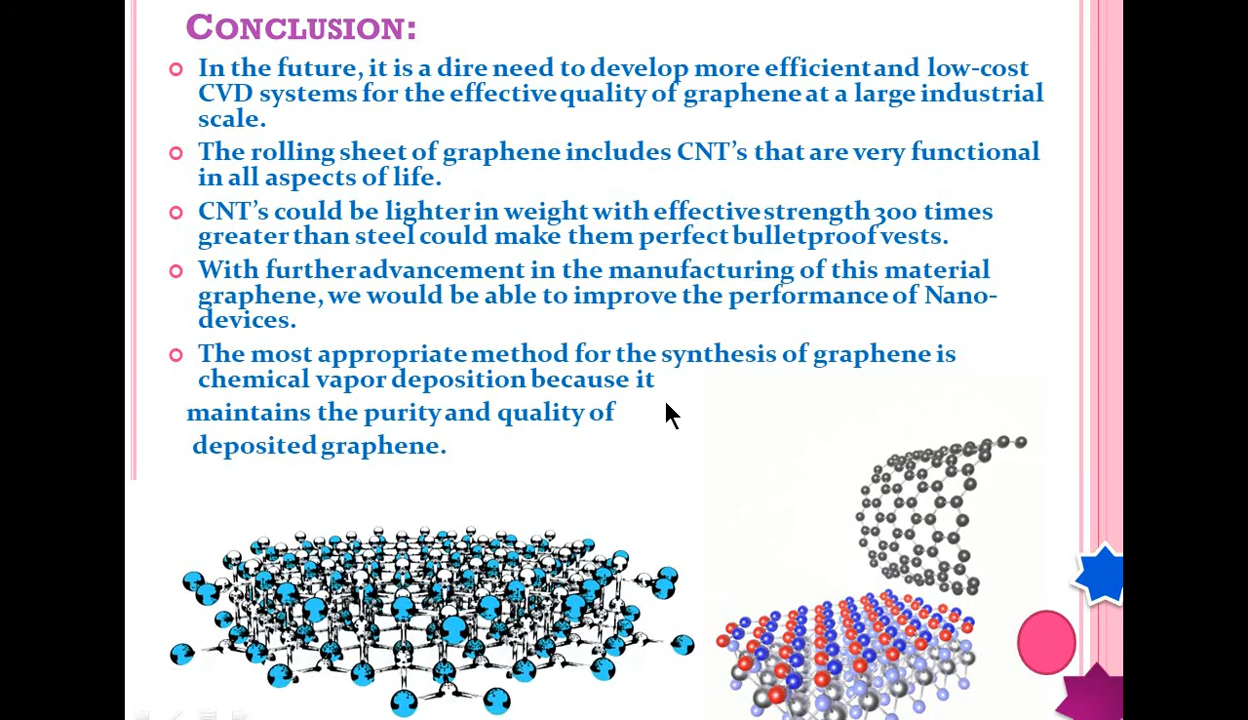 CONCLUSION:
In the future, it is a dire need to develop more efficient and low-cost
CVD systems for the effective quality of graphene at a large industrial
scale.
The rolling sheet of graphene includes CNT's that are very functional
in all aspects of life.
CNT's could be lighter in weight with effective strength 300 times
greater than steel could make them perfect bulletproof vests.
With further advancement in the manufacturing of this material
graphene, we would be able to improve the performance of Nano-
devices.
The most appropriate method for the synthesis of graphene is
chemical vapor deposition because it
maintains the purity and quality of
deposited graphene.